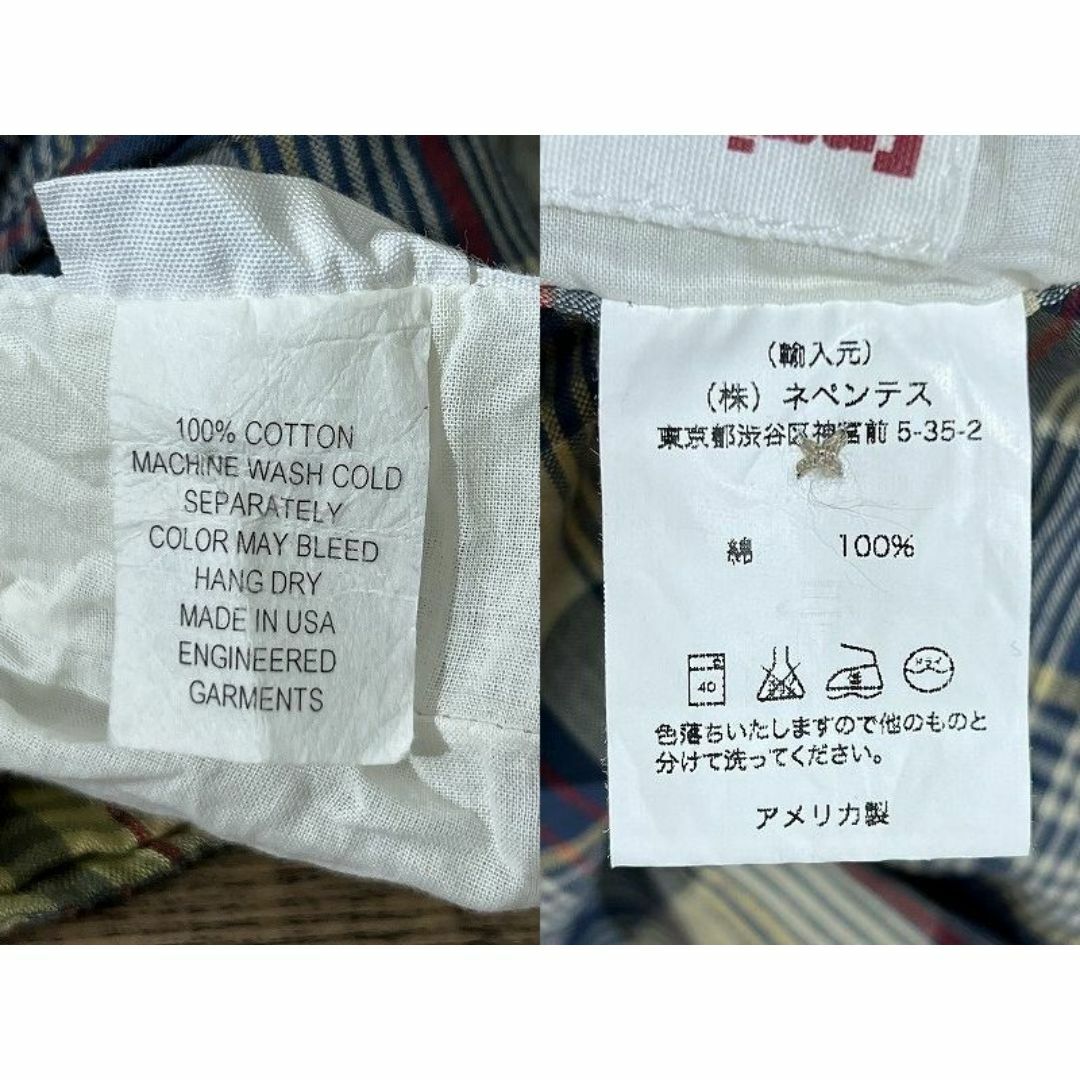 100% COTTON
MACHINE WASH COLD
SEPARATELY
COLOR MAY BLEED
HANG DRY
MADE IN USA
ENGINEERED
GARMENTS
(輸入元)
(株) ネペンテス
東京都渋谷区神宮前 5-35-2
綿 100%
40
ドライ
色落ちいたしますので他のものと
分けて洗ってください。
アメリカ製